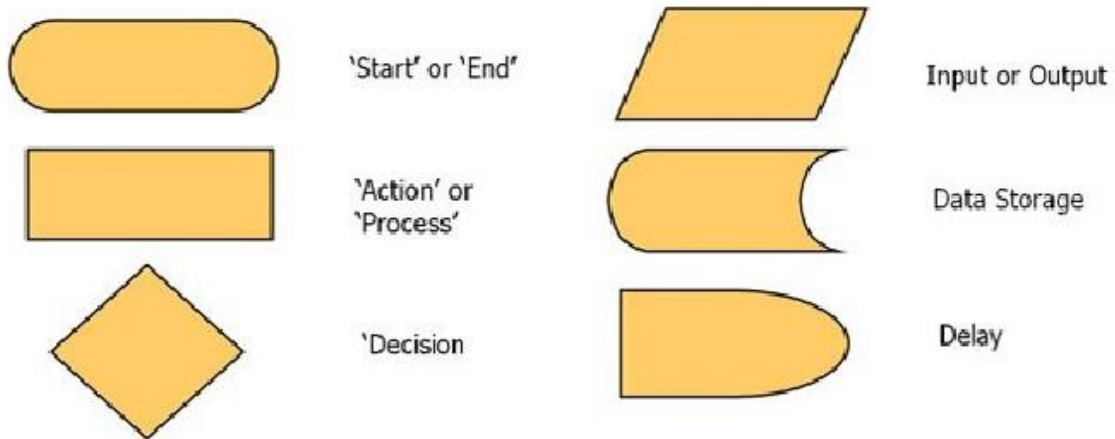 ‘Start’ or ‘End’
Input or Output
‘Action’ or
‘Process’
Data Storage
‘Decision
Delay